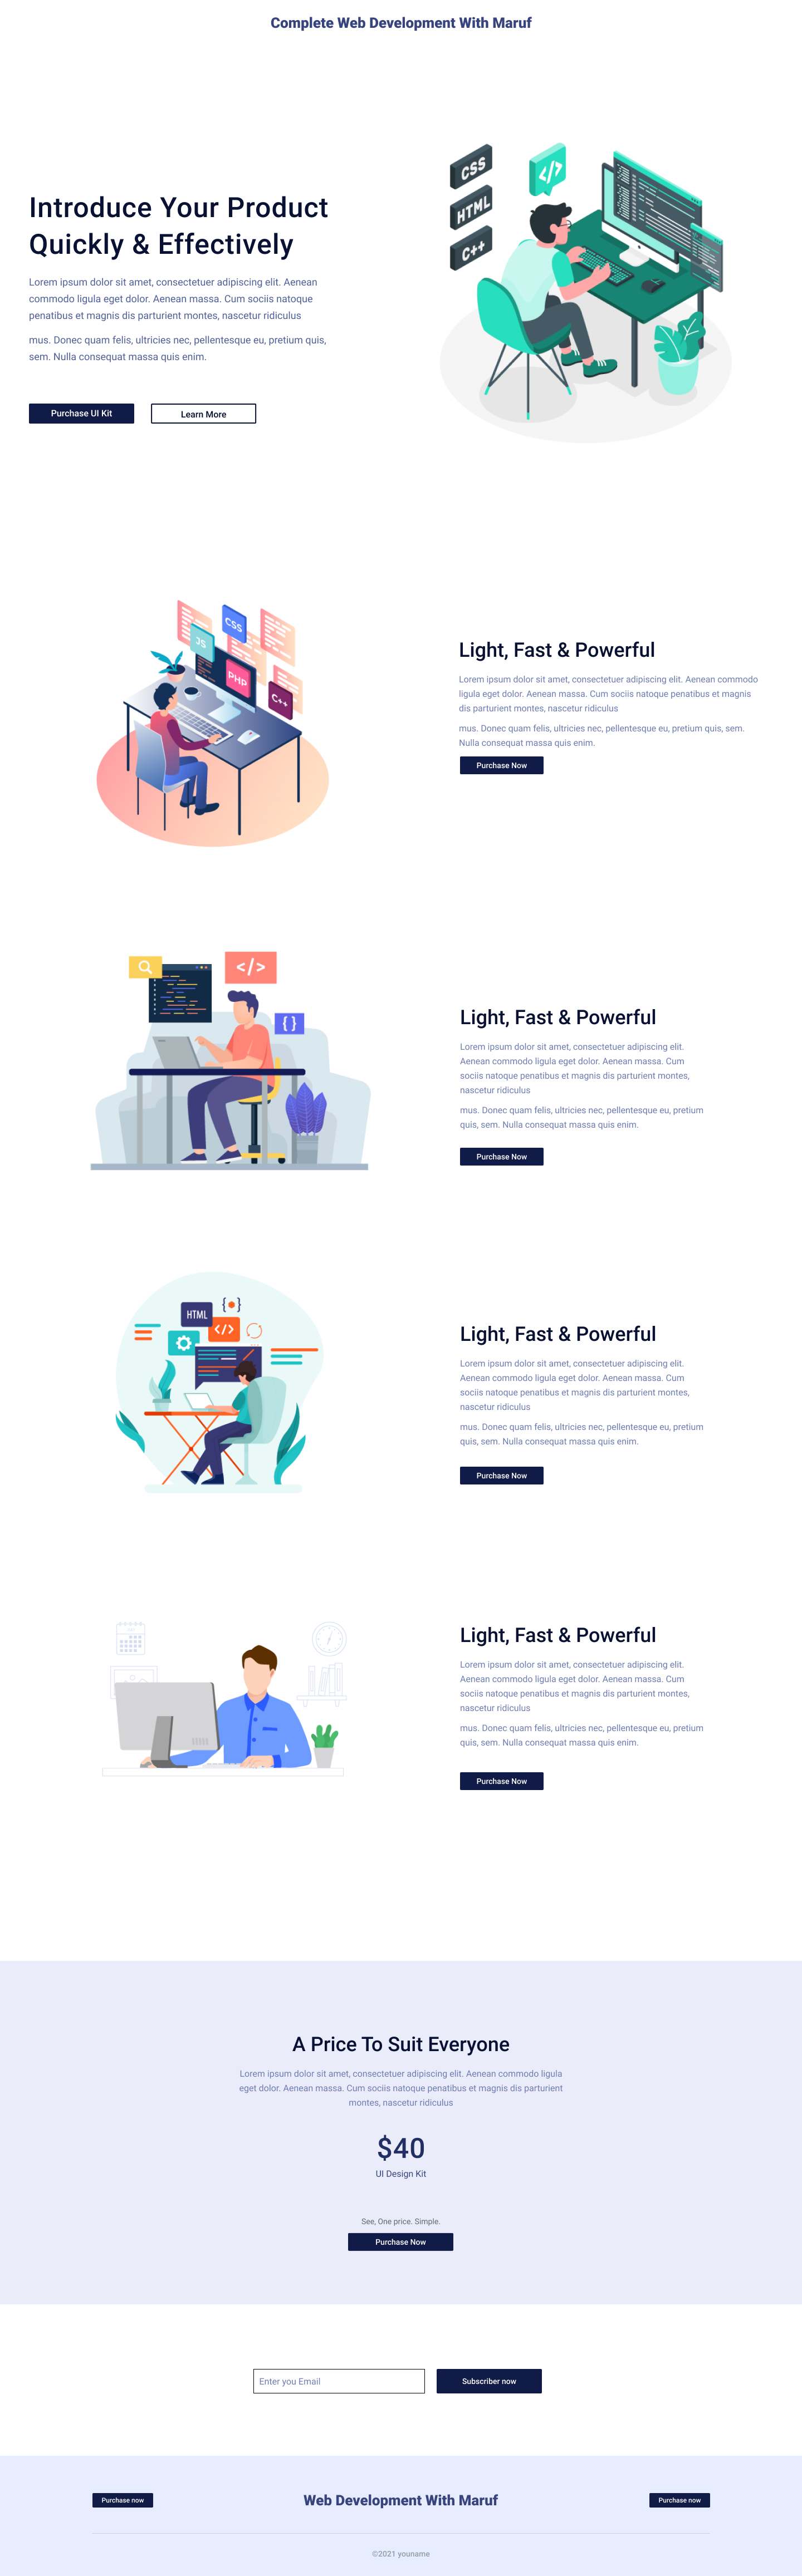 Complete Web Development With Maruf
CSS
HTML
C++
</>
Introduce Your Product
Quickly & Effectively
Lorem ipsum dolor sit amet, consectetuer adipiscing elit. Aenean
commodo ligula eget dolor. Aenean massa. Cum sociis natoque
penatibus et magnis dis parturient montes, nascetur ridiculus
mus. Donec quam felis, ultricies nec, pellentesque eu, pretium quis,
sem. Nulla consequat massa quis enim.
Purchase UI Kit
Learn More
CSS
JS
PHP
C++
Light, Fast & Powerful
Lorem ipsum dolor sit amet, consectetuer adipiscing elit. Aenean commodo
ligula eget dolor. Aenean massa. Cum sociis natoque penatibus et magnis
dis parturient montes, nascetur ridiculus
mus. Donec quam felis, ultricies nec, pellentesque eu, pretium quis, sem.
Nulla consequat massa quis enim.
Purchase Now
</>
{ }
Light, Fast & Powerful
Lorem ipsum dolor sit amet, consectetuer adipiscing elit.
Aenean commodo ligula eget dolor. Aenean massa. Cum
sociis natoque penatibus et magnis dis parturient montes,
nascetur ridiculus
mus. Donec quam felis, ultricies nec, pellentesque eu, pretium
quis, sem. Nulla consequat massa quis enim.
Purchase Now
HTML
</>
Light, Fast & Powerful
Lorem ipsum dolor sit amet, consectetuer adipiscing elit.
Aenean commodo ligula eget dolor. Aenean massa. Cum
sociis natoque penatibus et magnis dis parturient montes,
nascetur ridiculus
mus. Donec quam felis, ultricies nec, pellentesque eu, pretium
quis, sem. Nulla consequat massa quis enim.
Purchase Now
Light, Fast & Powerful
Lorem ipsum dolor sit amet, consectetuer adipiscing elit.
Aenean commodo ligula eget dolor. Aenean massa. Cum
sociis natoque penatibus et magnis dis parturient montes,
nascetur ridiculus
mus. Donec quam felis, ultricies nec, pellentesque eu, pretium
quis, sem. Nulla consequat massa quis enim.
Purchase Now
A Price To Suit Everyone
Lorem ipsum dolor sit amet, consectetuer adipiscing elit. Aenean commodo ligula
eget dolor. Aenean massa. Cum sociis natoque penatibus et magnis dis parturient
montes, nascetur ridiculus
$40
UI Design Kit
See, One price. Simple.
Purchase Now
Enter you Email
Subscriber now
Purchase now
Web Development With Maruf
Purchase now
©2021 youname